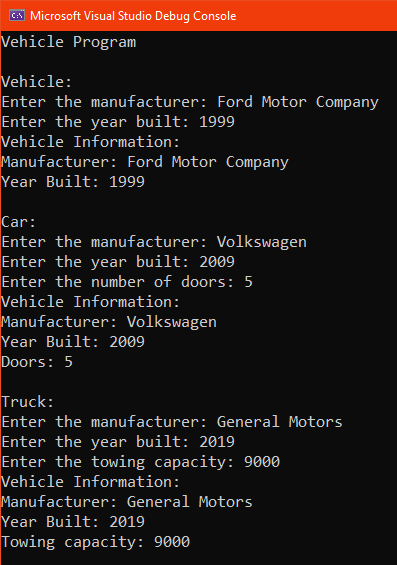 Microsoft Visual Studio Debug Console
Vehicle Program
Vehicle:
Enter the manufacturer: Ford Motor Company
Enter the year built: 1999
Vehicle Information:
Manufacturer: Ford Motor Company
Year Built: 1999
Car:
Enter the manufacturer: Volkswagen
Enter the year built: 2009
Enter the number of doors: 5
Vehicle Information:
Manufacturer: Volkswagen
Year Built: 2009
Doors: 5
Truck:
Enter the manufacturer: General Motors
Enter the year built: 2019
Enter the towing capacity: 9000
Vehicle Information:
Manufacturer: General Motors
Year Built: 2019
Towing capacity: 9000